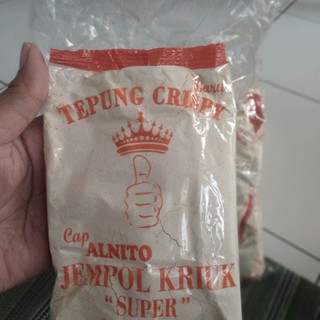 Baru
TEPUNG CRISPY
Cap
ALNITO
JEMPOL KRIUK
"SUPER"